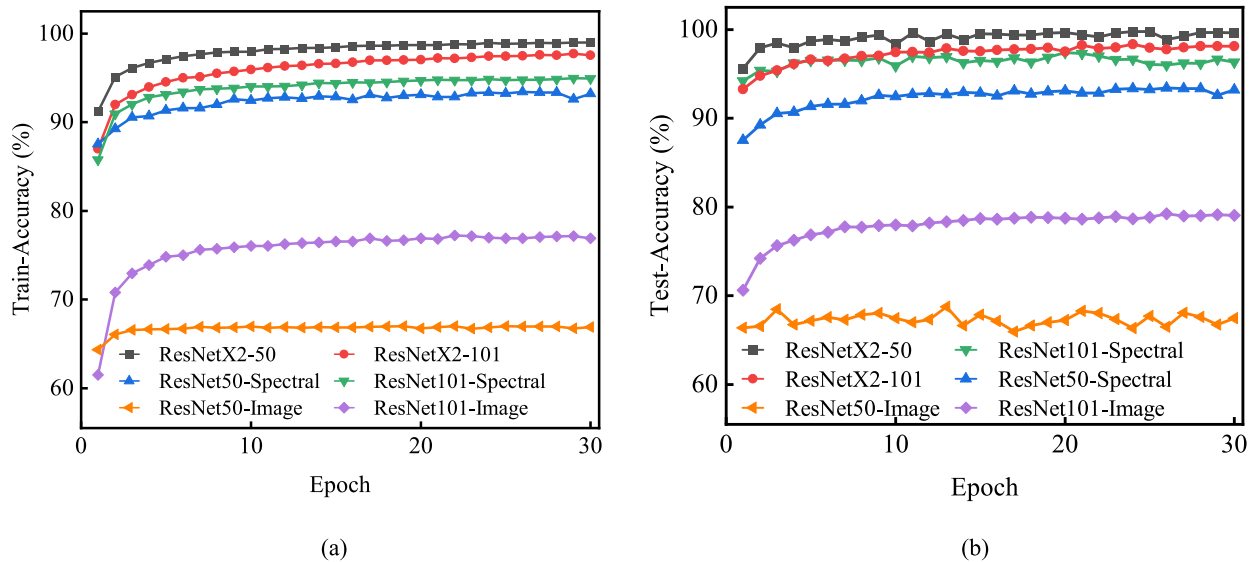 100
90
80
70
60
Train-Accuracy (%)
ResNetX2-50 ResNetX2-101
ResNet50-Spectral ResNet101-Spectral
ResNet50-Image ResNet101-Image
0 10 20 30
Epoch
(a)
100
90
80
70
60
Test-Accuracy (%)
ResNetX2-50 ResNet101-Spectral
ResNetX2-101 ResNet50-Spectral
ResNet50-Image ResNet101-Image
0 10 20 30
Epoch
(b)